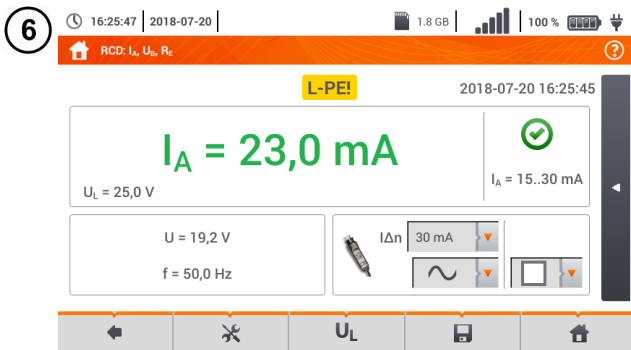 6
16:25:47 2018-07-20 1.8 GB 100 %
RCD: IA, UB, RE ?
L-PE! 2018-07-20 16:25:45
IA = 23,0 mA
IA = 15..30 mA
UL = 25,0 V
U = 19,2 V
f = 50,0 Hz
IΔn 30 mA
UL